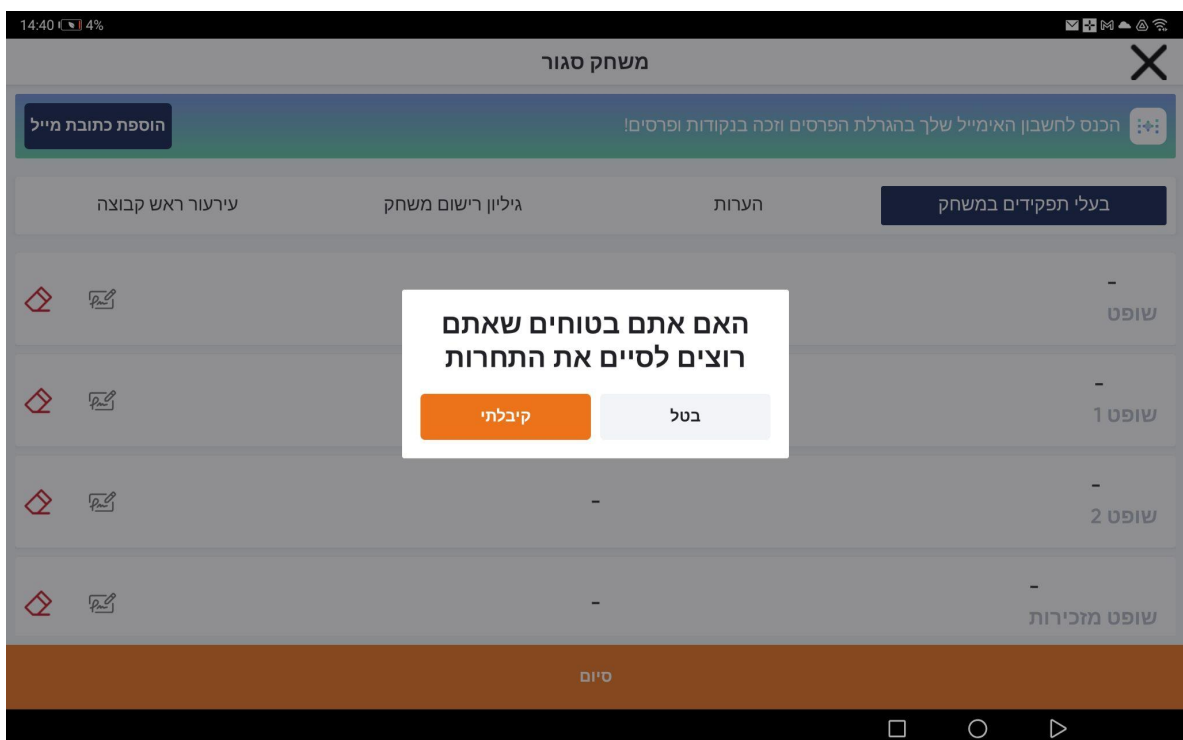 14:40 4%
משחק סגור
הכנס לחשבון האימייל שלך בהגרלת הפרסים וזכה בנקודות ופרסים!
הוספת כתובת מייל
בעלי תפקידים במשחק
הערות
גיליון רישום משחק
עירעור ראש קבוצה
-
שופט
-
שופט 1
-
-
שופט 2
-
-
שופט מזכירות
האם אתם בטוחים שאתם
רוצים לסיים את התחרות
בטל
קיבלתי
סיום